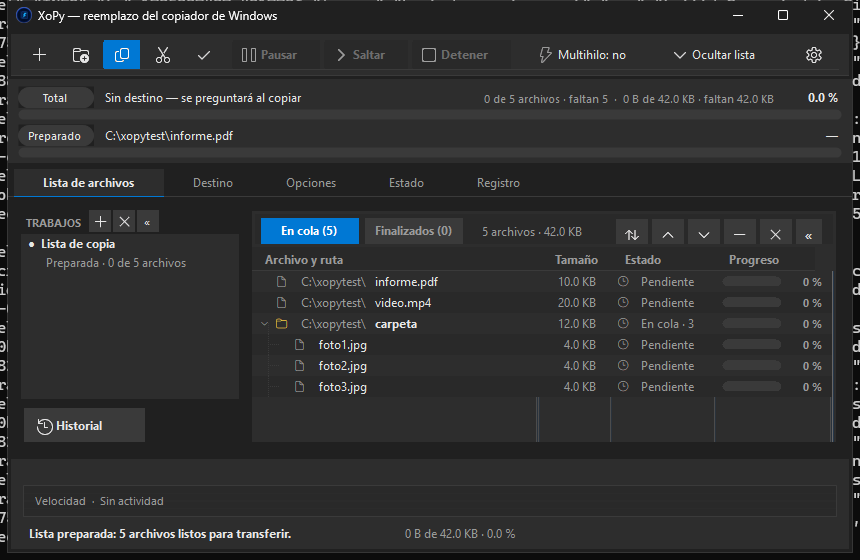 XoPy — reemplazo del copiador de Windows
Pausar Saltar Detener Multihilo: no Ocultar lista
Total Sin destino — se preguntará al copiar 0 de 5 archivos · faltan 5 · 0 B de 42.0 KB · faltan 42.0 KB 0.0 %
Preparado C:\xopytest\informe.pdf —
Lista de archivos Destino Opciones Estado Registro
TRABAJOS + × «
● Lista de copia
Preparada · 0 de 5 archivos
Historial
En cola (5) Finalizados (0) 5 archivos · 42.0 KB «
Archivo y ruta Tamaño Estado Progreso
C:\xopytest\ informe.pdf 10.0 KB Pendiente 0 %
C:\xopytest\ video.mp4 20.0 KB Pendiente 0 %
C:\xopytest\ carpeta 12.0 KB En cola · 3 0 %
foto1.jpg 4.0 KB Pendiente 0 %
foto2.jpg 4.0 KB Pendiente 0 %
foto3.jpg 4.0 KB Pendiente 0 %
Velocidad · Sin actividad
Lista preparada: 5 archivos listos para transferir. 0 B de 42.0 KB · 0.0 %